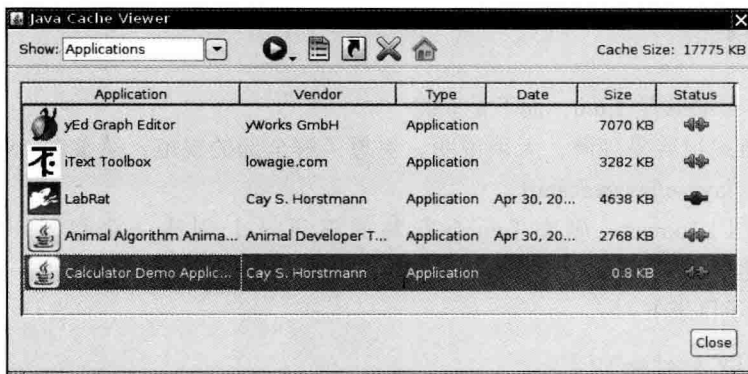 Java Cache Viewer
Show: Applications
Cache Size: 17775 KB
Application Vendor Type Date Size Status
yEd Graph Editor yWorks GmbH Application 7070 KB
iText Toolbox lowagie.com Application 3282 KB
LabRat Cay S. Horstmann Application Apr 30, 20... 4638 KB
Animal Algorithm Anima... Animal Developer T... Application Apr 30, 20... 2768 KB
Calculator Demo Applic... Cay S. Horstmann Application 0.8 KB
Close